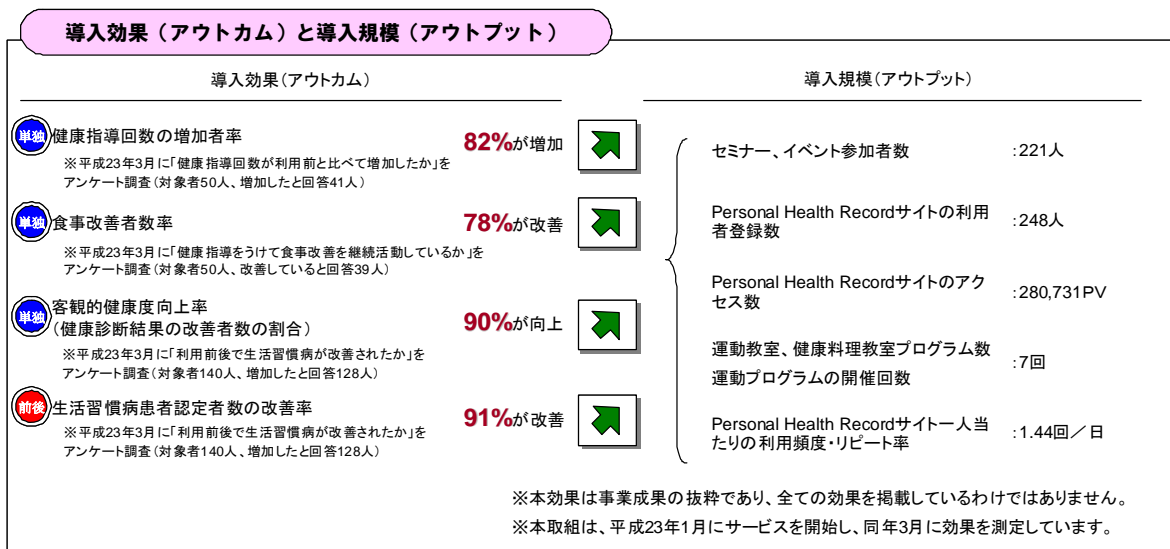 導入効果（アウトカム）と導入規模（アウトプット）
導入効果（アウトカム）
単独
健康指導回数の増加者率
82%が増加
※平成23年3月に「健康指導回数が利用前と比べて増加したか」を
アンケート調査（対象者50人、増加したと回答41人）
単独
食事改善者数率
78%が改善
※平成23年3月に「健康指導をうけて食事改善を継続活動しているか」を
アンケート調査（対象者50人、改善していると回答39人）
単独
客観的健康度向上率
（健康診断結果の改善者数の割合）
90%が向上
※平成23年3月に「利用前後で生活習慣病が改善されたか」を
アンケート調査（対象者140人、増加したと回答128人）
前後
生活習慣病患者認定者数の改善率
91%が改善
※平成23年3月に「利用前後で生活習慣病が改善されたか」を
アンケート調査（対象者140人、増加したと回答128人）
導入規模（アウトプット）
セミナー、イベント参加者数 :221人
Personal Health Recordサイトの利用
者登録数 :248人
Personal Health Recordサイトのアク
セス数 :280,731PV
運動教室、健康料理教室プログラム数
運動プログラムの開催回数 :7回
Personal Health Recordサイト一人当
たりの利用頻度・リピート率 :1.44回／日
※本効果は事業成果の抜粋であり、全ての効果を掲載しているわけではありません。
※本取組は、平成23年1月にサービスを開始し、同年3月に効果を測定しています。